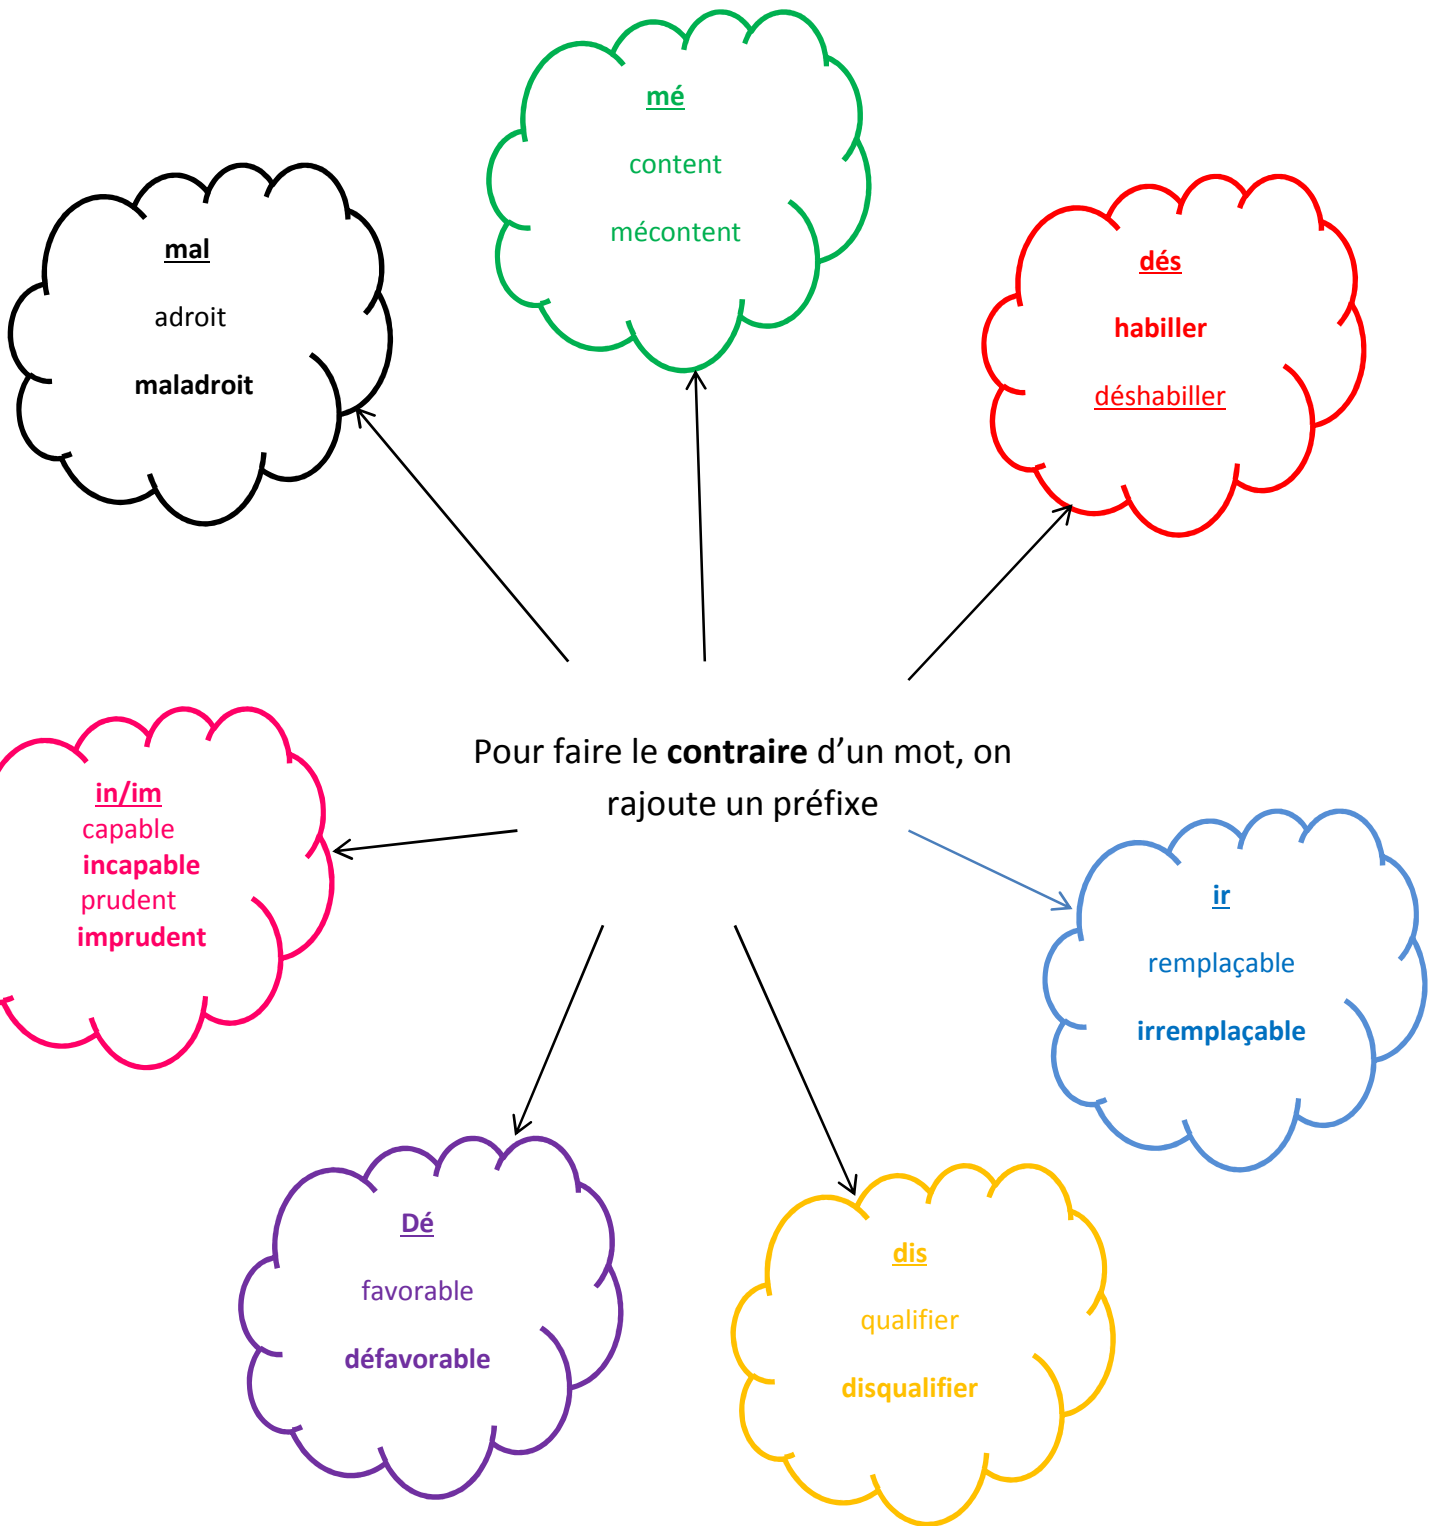 mé
content
mécontent
mal
adroit
maladroit
dés
habiller
déshabiller
Pour faire le contraire d’un mot, on
rajoute un préfixe
in/im
capable
incapable
prudent
imprudent
ir
remplaçable
irremplaçable
Dé
favorable
défavorable
dis
qualifier
disqualifier